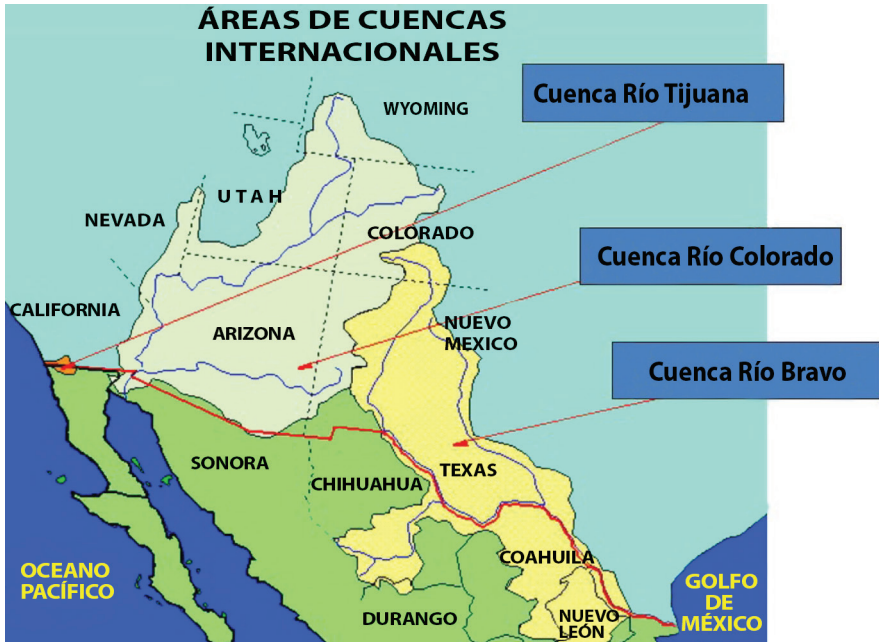 ÁREAS DE CUENCAS
INTERNACIONALES
Cuenca Río Tijuana
WYOMING
UTAH
NEVADA
COLORADO
Cuenca Río Colorado
CALIFORNIA
ARIZONA
NUEVO
MEXICO
Cuenca Río Bravo
SONORA
TEXAS
CHIHUAHUA
COAHUILA
OCEANO
PACÍFICO
GOLFO
DE
MÉXICO
DURANGO
NUEVO
LEÓN